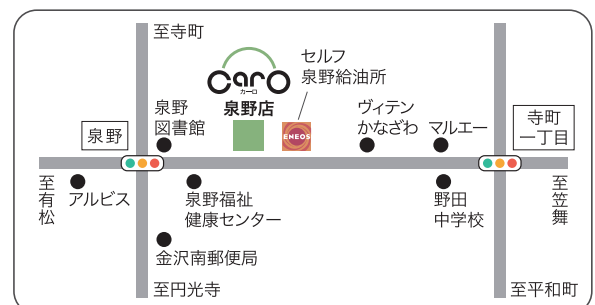 至寺町
caro
カーロ
泉野店
セルフ
泉野給油所
ENEOS
泉野
図書館
ヴィテン
かなざわ
マルエー
寺町
一丁目
泉野
至有松
アルビス
泉野福祉
健康センター
野田
中学校
至笠舞
金沢南郵便局
至円光寺
至平和町